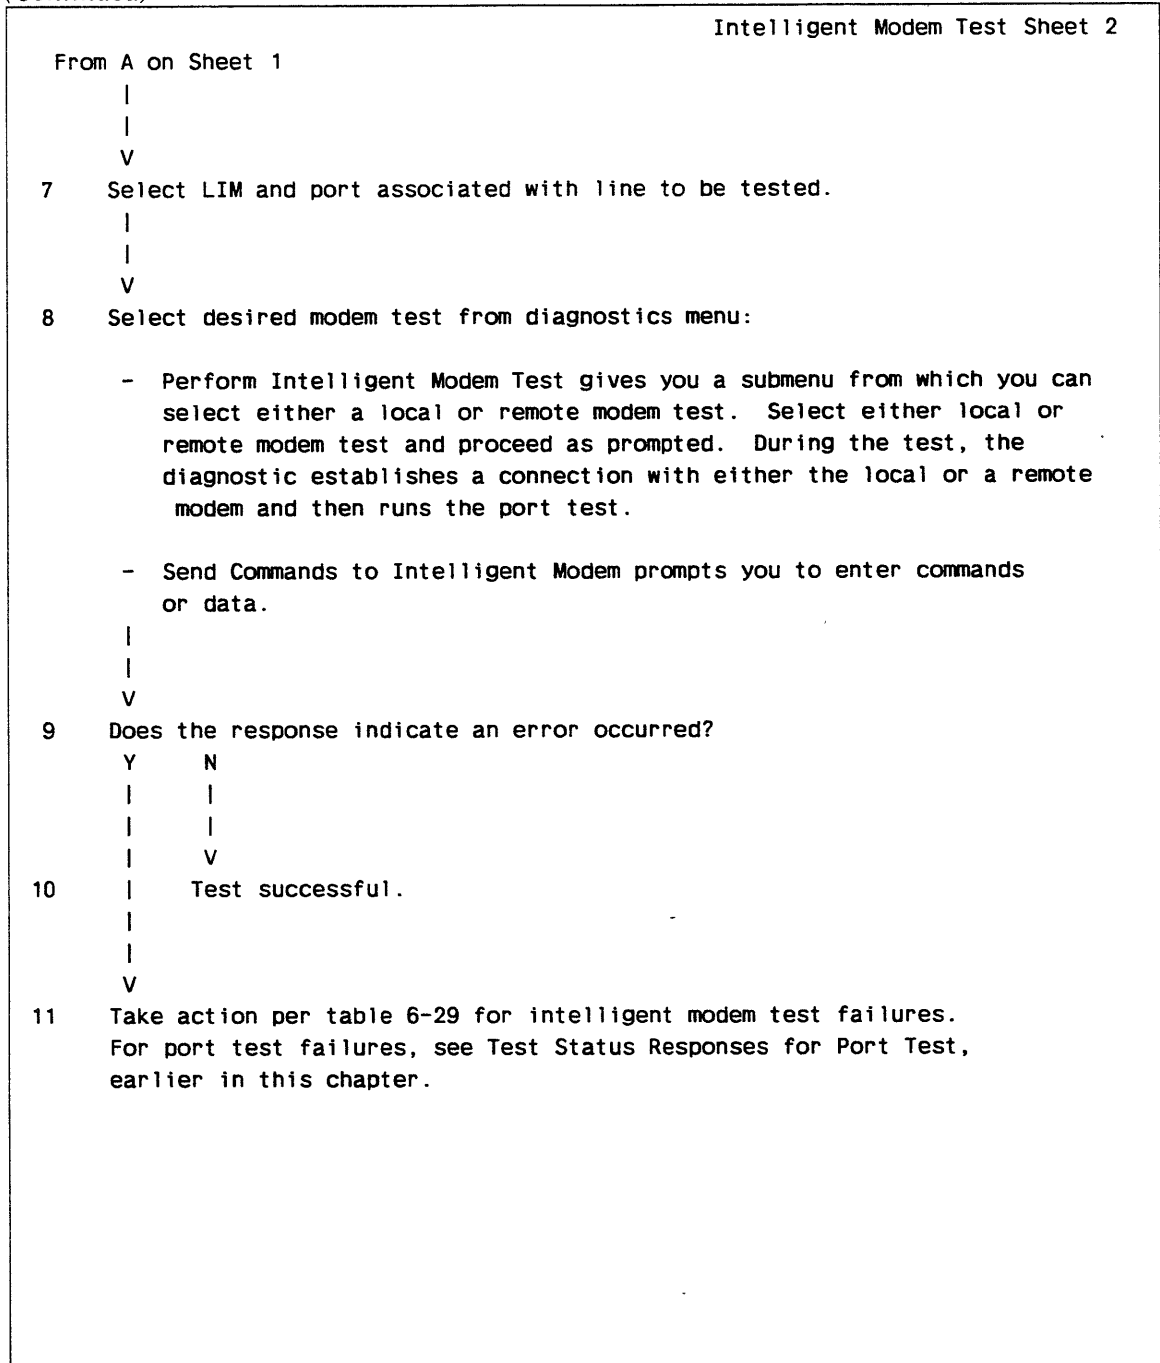 Intelligent Modem Test Sheet 2
From A on Sheet 1
|
|
V
7 Select LIM and port associated with line to be tested.
|
|
V
8 Select desired modem test from diagnostics menu:
- Perform Intelligent Modem Test gives you a submenu from which you can
select either a local or remote modem test. Select either local or
remote modem test and proceed as prompted. During the test, the
diagnostic establishes a connection with either the local or a remote
modem and then runs the port test.
- Send Commands to Intelligent Modem prompts you to enter commands
or data.
|
|
V
9 Does the response indicate an error occurred?
Y N
| |
| |
| V
10 | Test successful.
|
|
V
11 Take action per table 6-29 for intelligent modem test failures.
For port test failures, see Test Status Responses for Port Test,
earlier in this chapter.